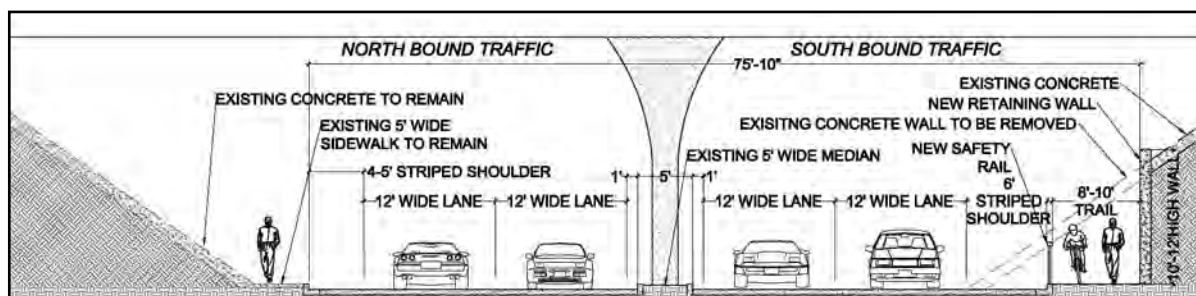 NORTH BOUND TRAFFIC
SOUTH BOUND TRAFFIC
75'-10"
EXISTING CONCRETE
NEW RETAINING WALL
EXISITNG CONCRETE WALL TO BE REMOVED
EXISTING CONCRETE TO REMAIN
EXISTING 5' WIDE
SIDEWALK TO REMAIN
4-5' STRIPED SHOULDER
12' WIDE LANE
12' WIDE LANE
1'
5'
1'
EXISTING 5' WIDE MEDIAN
12' WIDE LANE
12' WIDE LANE
NEW SAFETY
RAIL
6'
STRIPED
SHOULDER
8'-10'
TRAIL
10'-12'HIGH WALL